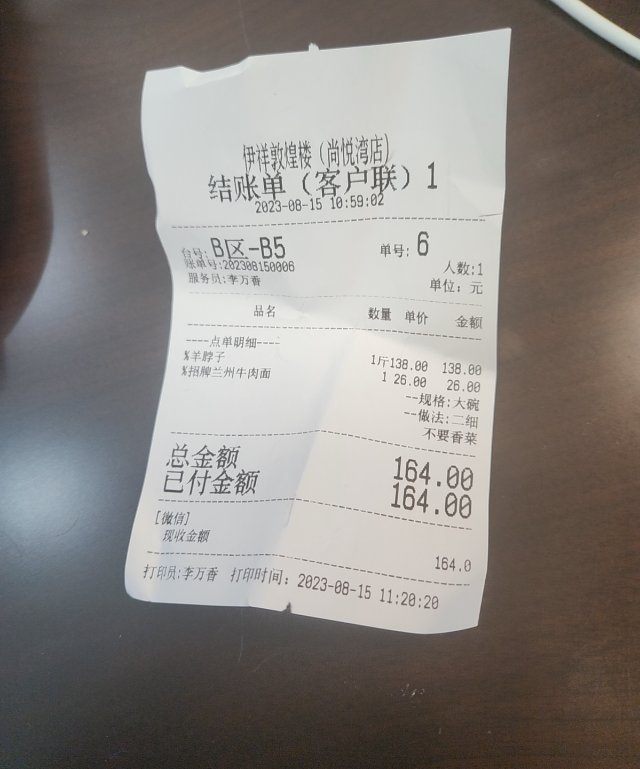 伊祥敦煌楼（尚悦湾店）
结账单（客户联）1
2023-08-15 10:59:02
台号: B区-B5 单号: 6
账单号:202308150006 人数:1
服务员:李万香 单位: 元
品名 数量 单价 金额
----点单明细----
%羊脖子 1斤138.00 138.00
%招牌兰州牛肉面 1 26.00 26.00
--规格:大碗
--做法:二细
不要香菜
总金额 164.00
已付金额 164.00
[微信]
现收金额 164.0
打印员:李万香 打印时间: 2023-08-15 11:20:20